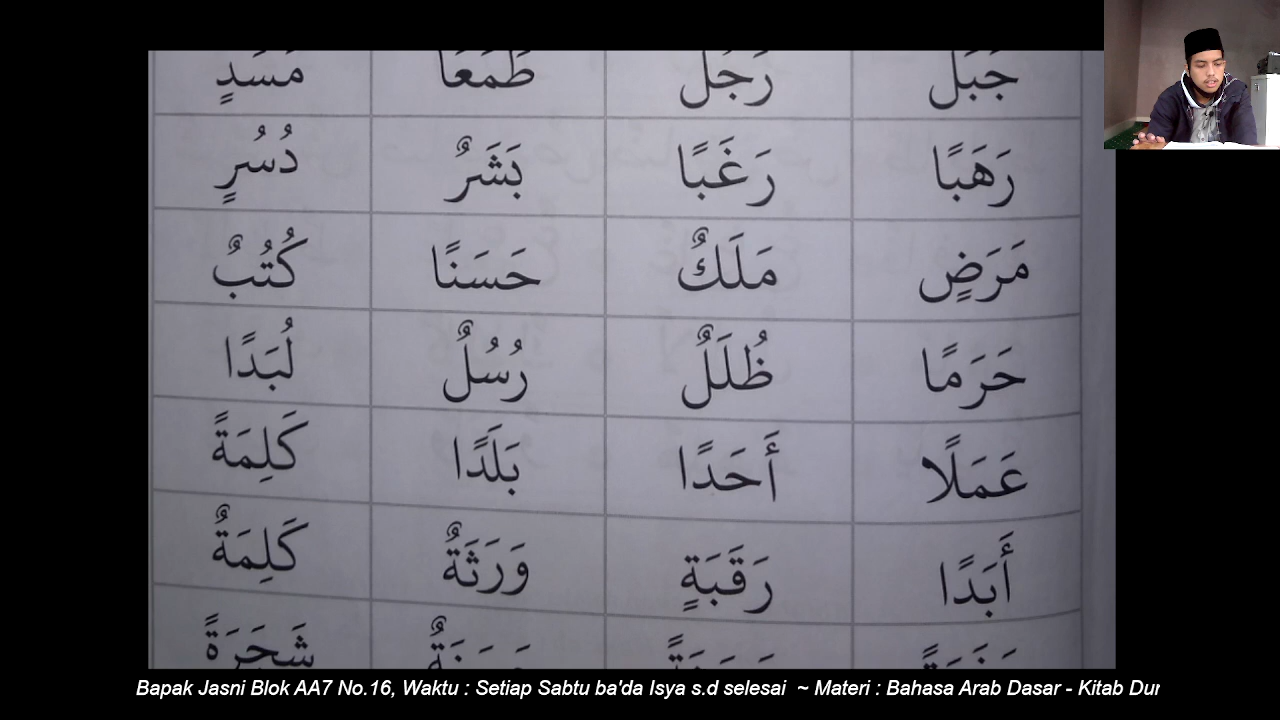 جَبَلٍ رَجُلٌ طَمَعًا مَسَدٍ
رَهَبًا رَغَبًا بَشَرٌ دُسُرٍ
مَرَضٍ مَلَكٌ حَسَنًا كُتُبٌ
حَرَمًا ظُلَلٌ رُسُلٌ لُبَدًا
عَمَلًا أَحَدًا بَلَدًا كَلِمَةً
أَبَدًا رَقَبَةٍ وَرَثَةٌ كَلِمَةٌ
شَجَرَةً
Bapak Jasni Blok AA7 No.16, Waktu : Setiap Sabtu ba'da Isya s.d selesai ~ Materi : Bahasa Arab Dasar - Kitab Dur